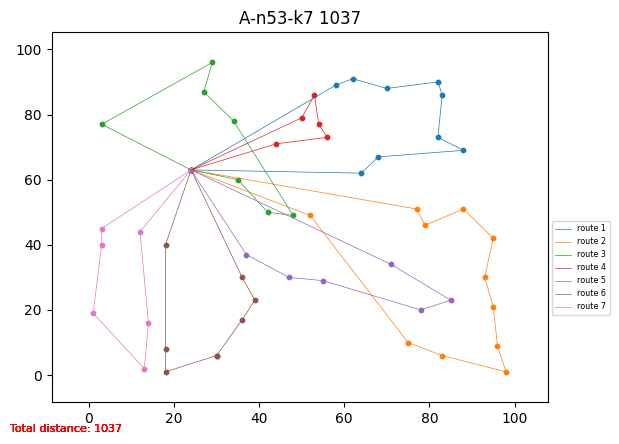 A-n53-k7 1037
100
80
60
40
20
0
0 20 40 60 80 100
route 1
route 2
route 3
route 4
route 5
route 6
route 7
Total distance: 1037